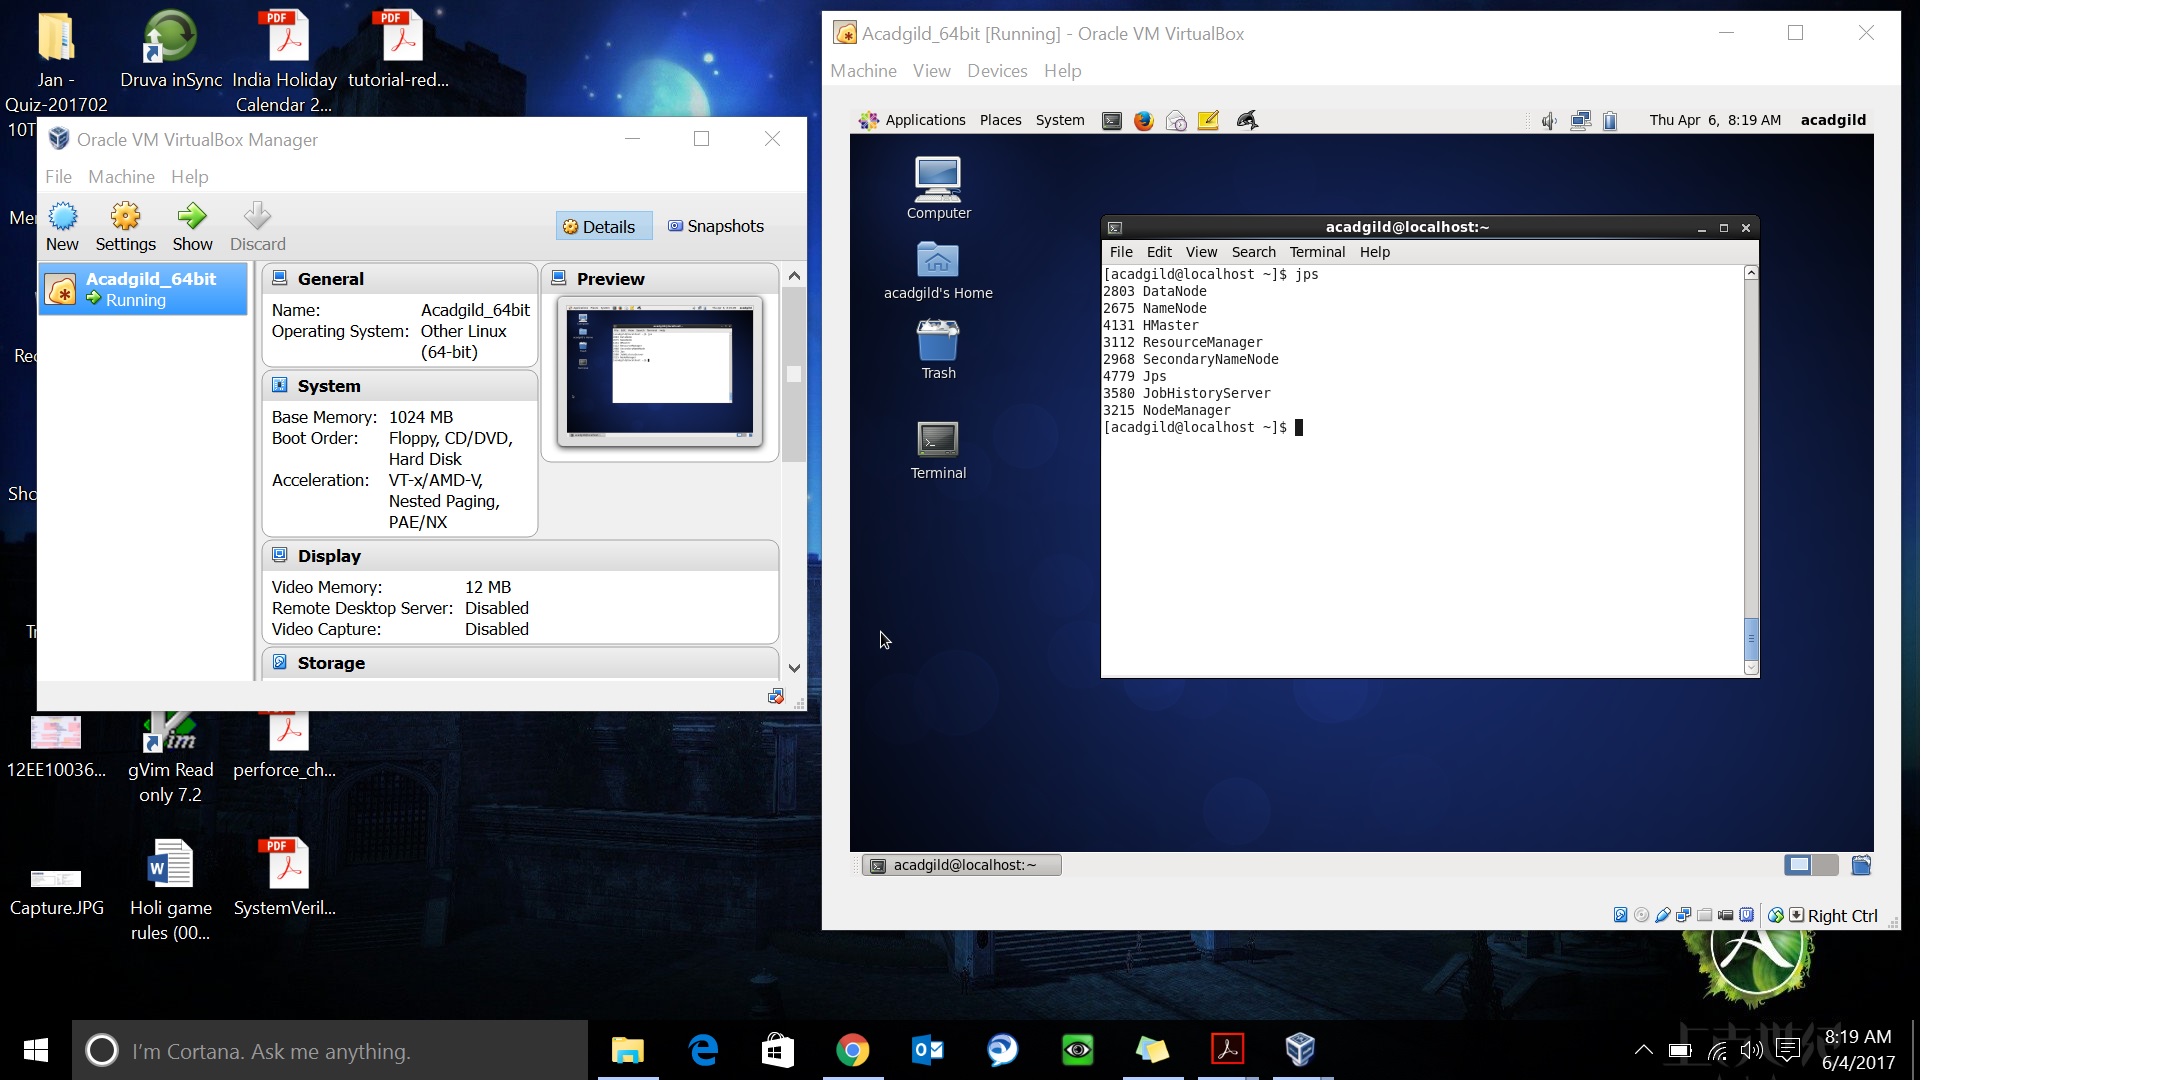 Jan -
Quiz-201702
10T
Druva inSync
India Holiday
Calendar 2...
tutorial-red...
Oracle VM VirtualBox Manager
File Machine Help
New Settings Show Discard
Details Snapshots
Acadgild_64bit
Running
General
Name: Acadgild_64bit
Operating System: Other Linux
(64-bit)
Preview
System
Base Memory: 1024 MB
Boot Order: Floppy, CD/DVD,
Hard Disk
Acceleration: VT-x/AMD-V,
Nested Paging,
PAE/NX
Display
Video Memory: 12 MB
Remote Desktop Server: Disabled
Video Capture: Disabled
Storage
12EE10036...
gVim Read
only 7.2
perforce_ch...
Capture.JPG
Holi game
rules (00...
SystemVeril...
Acadgild_64bit [Running] - Oracle VM VirtualBox
Machine View Devices Help
Applications Places System
Thu Apr 6, 8:19 AM acadgild
Computer
acadgild's Home
Trash
Terminal
acadgild@localhost:~
File Edit View Search Terminal Help
[acadgild@localhost ~]$ jps
2803 DataNode
2675 NameNode
4131 HMaster
3112 ResourceManager
2968 SecondaryNameNode
4779 Jps
3580 JobHistoryServer
3215 NodeManager
[acadgild@localhost ~]$
acadgild@localhost:~
Right Ctrl
I'm Cortana. Ask me anything.
8:19 AM
6/4/2017